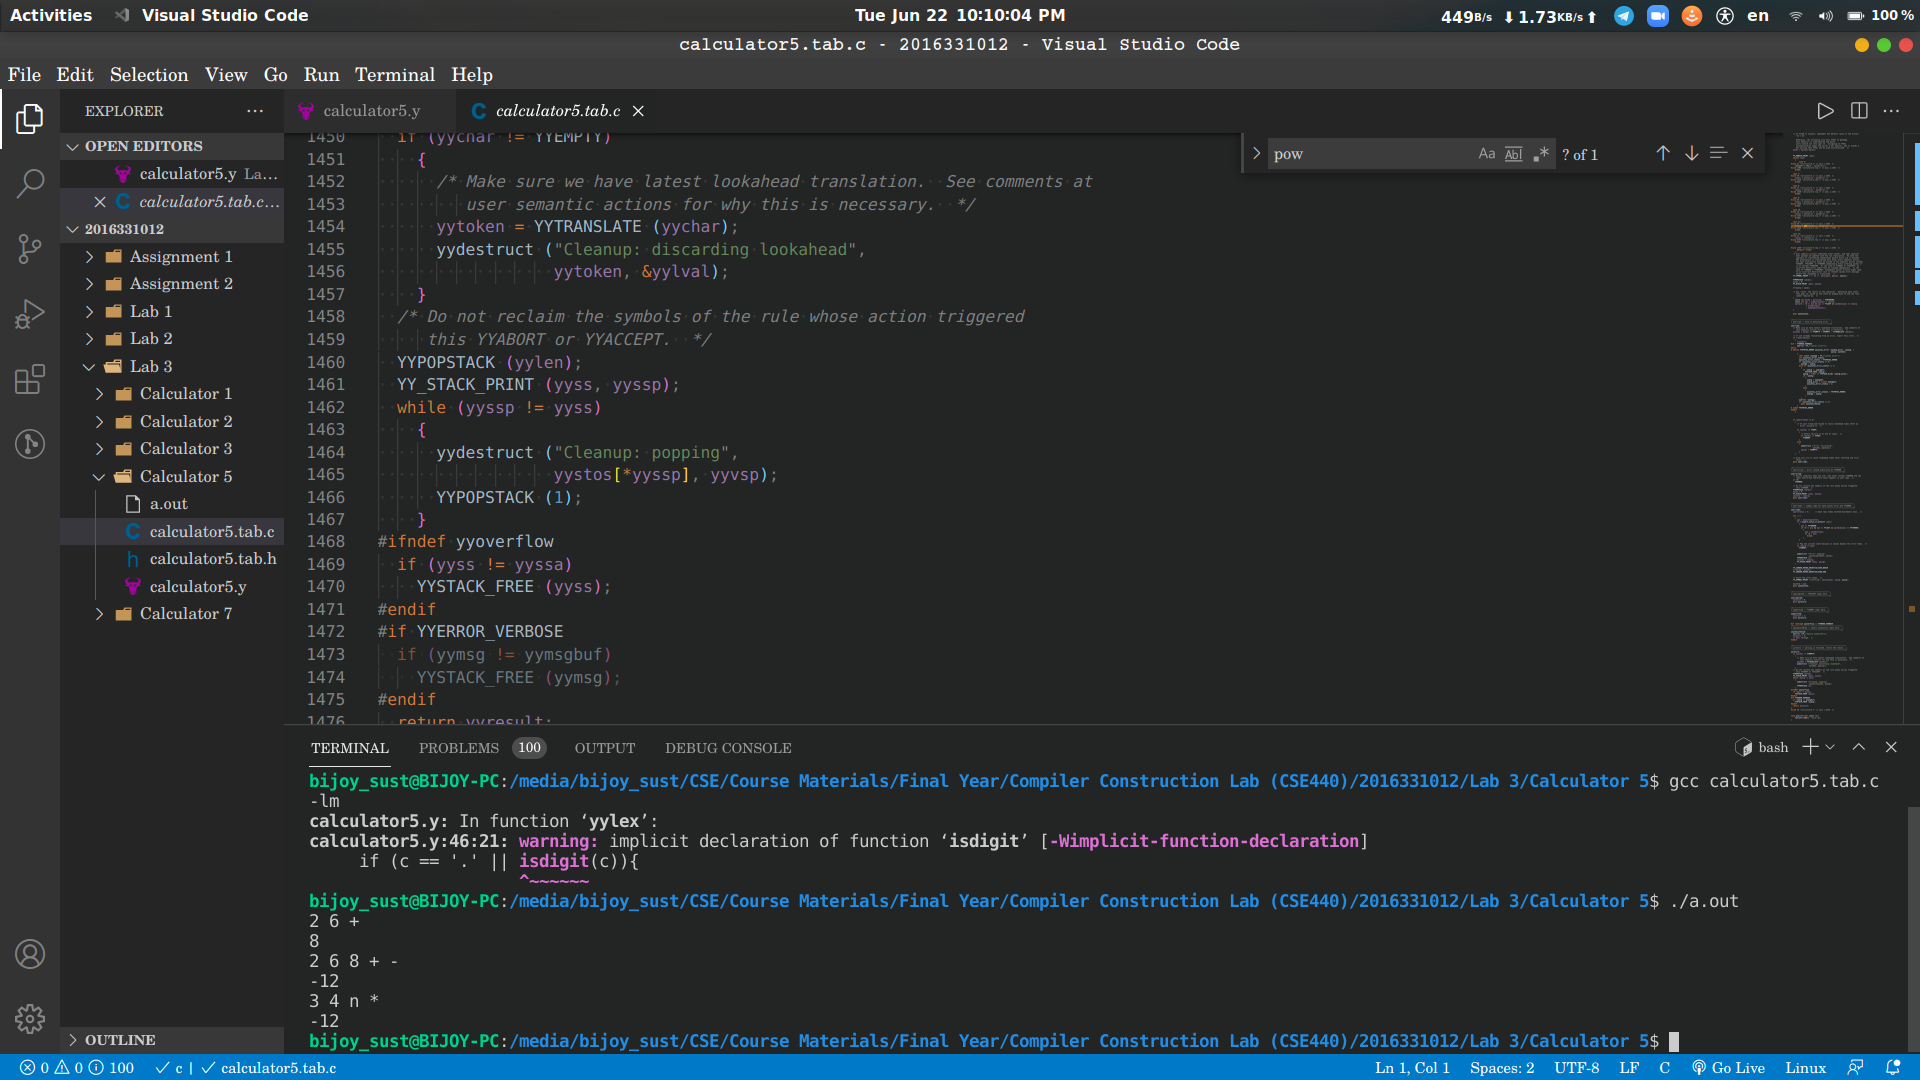 Activities Visual Studio Code Tue Jun 22 10:10:04 PM 449B/s ⬇ 1.73KB/s ⬆ en 100 %
calculator5.tab.c - 2016331012 - Visual Studio Code
File Edit Selection View Go Run Terminal Help
EXPLORER ···
OPEN EDITORS
calculator5.y La...
calculator5.tab.c...
2016331012
Assignment 1
Assignment 2
Lab 1
Lab 2
Lab 3
Calculator 1
Calculator 2
Calculator 3
Calculator 5
a.out
C calculator5.tab.c
h calculator5.tab.h
calculator5.y
Calculator 7
OUTLINE
calculator5.y C calculator5.tab.c
pow Aa Abl .* ? of 1
1450 if (yychar != YYEMPTY)
1451 {
1452 /* Make sure we have latest lookahead translation. See comments at
1453 user semantic actions for why this is necessary. */
1454 yytoken = YYTRANSLATE (yychar);
1455 yydestruct ("Cleanup: discarding lookahead",
1456 yytoken, &yylval);
1457 }
1458 /* Do not reclaim the symbols of the rule whose action triggered
1459 this YYABORT or YYACCEPT. */
1460 YYPOPSTACK (yylen);
1461 YY_STACK_PRINT (yyss, yyssp);
1462 while (yyssp != yyss)
1463 {
1464 yydestruct ("Cleanup: popping",
1465 yystos[*yyssp], yyvsp);
1466 YYPOPSTACK (1);
1467 }
1468 #ifndef yyoverflow
1469 if (yyss != yyssa)
1470 YYSTACK_FREE (yyss);
1471 #endif
1472 #if YYERROR_VERBOSE
1473 if (yymsg != yymsgbuf)
1474 YYSTACK_FREE (yymsg);
1475 #endif
1476 return yyresult;
TERMINAL PROBLEMS 100 OUTPUT DEBUG CONSOLE bash
bijoy_sust@BIJOY-PC:/media/bijoy_sust/CSE/Course Materials/Final Year/Compiler Construction Lab (CSE440)/2016331012/Lab 3/Calculator 5$ gcc calculator5.tab.c
-lm
calculator5.y: In function ‘yylex’:
calculator5.y:46:21: warning: implicit declaration of function ‘isdigit’ [-Wimplicit-function-declaration]
if (c == '.' || isdigit(c)){
^~~~~~~
bijoy_sust@BIJOY-PC:/media/bijoy_sust/CSE/Course Materials/Final Year/Compiler Construction Lab (CSE440)/2016331012/Lab 3/Calculator 5$ ./a.out
2 6 +
8
2 6 8 + -
-12
3 4 n *
-12
bijoy_sust@BIJOY-PC:/media/bijoy_sust/CSE/Course Materials/Final Year/Compiler Construction Lab (CSE440)/2016331012/Lab 3/Calculator 5$
0 0 100 c | calculator5.tab.c Ln 1, Col 1 Spaces: 2 UTF-8 LF C Go Live Linux